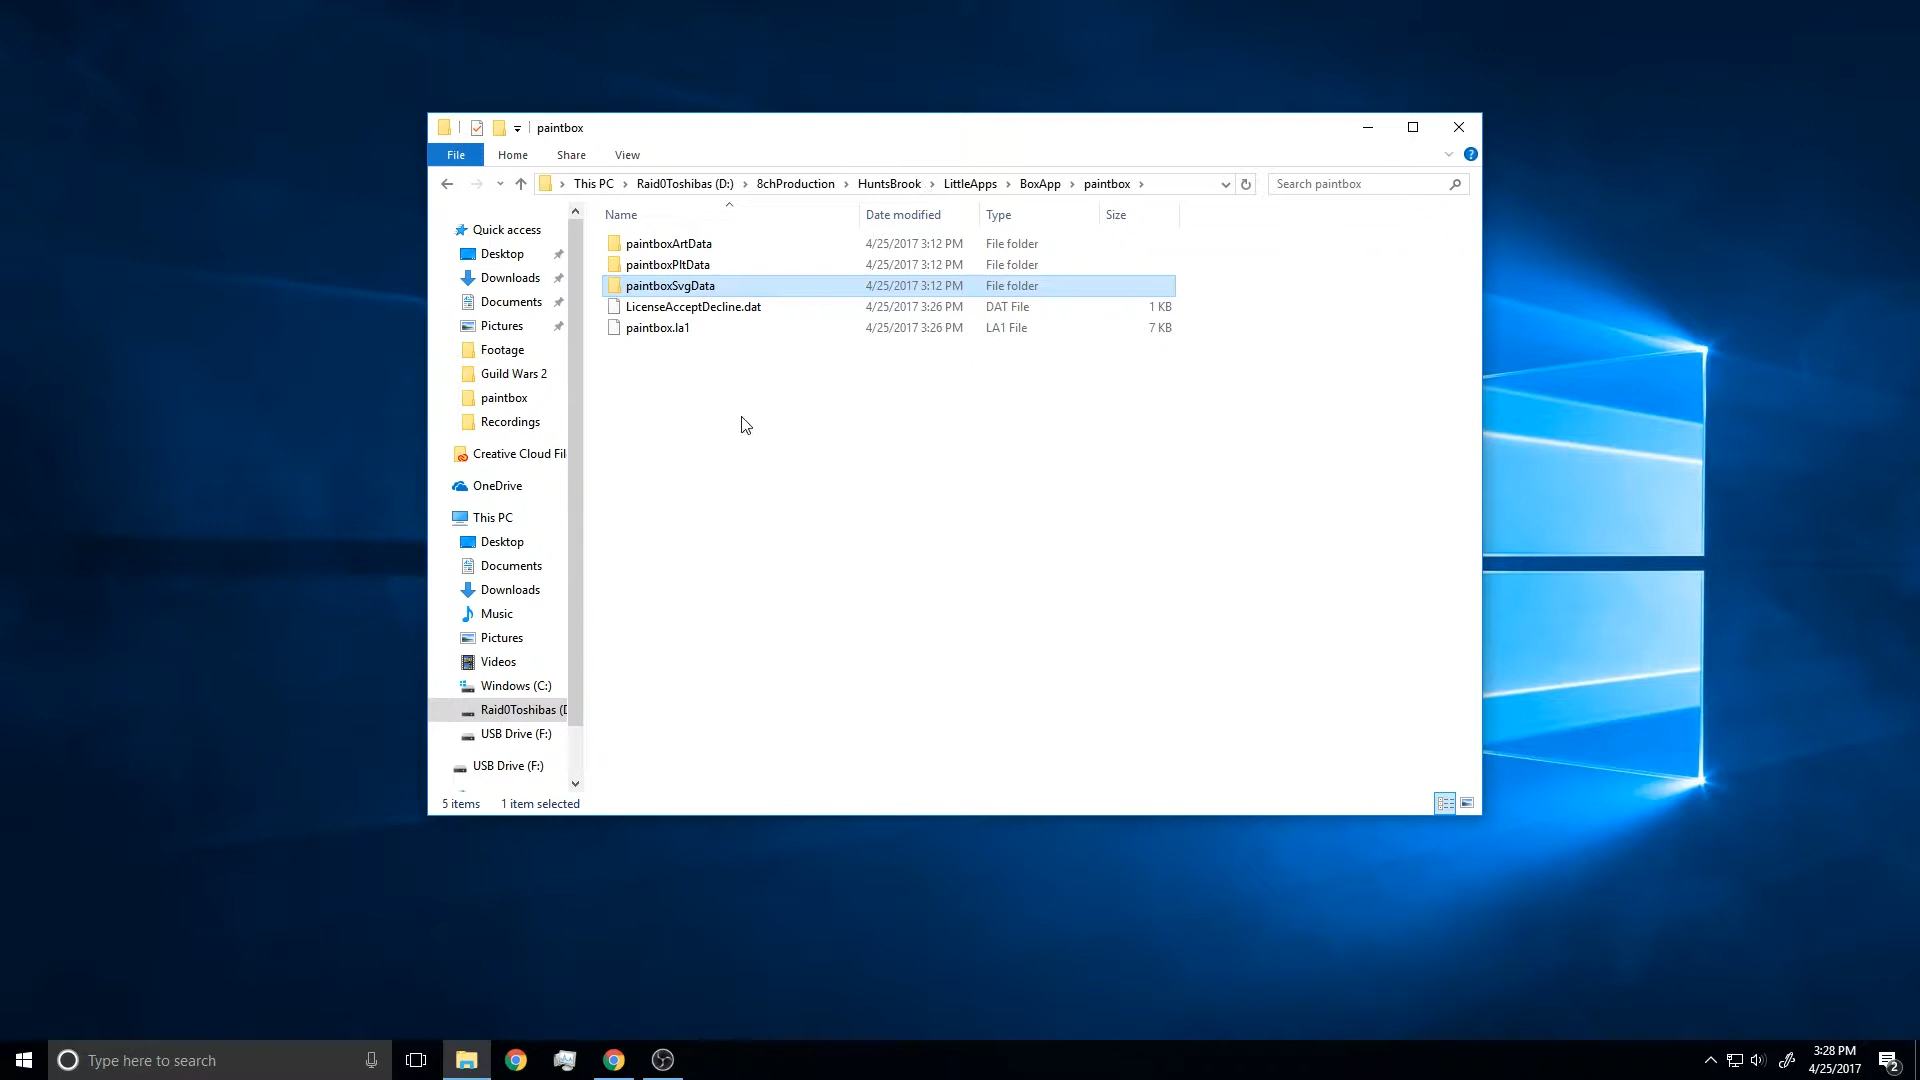 paintbox
File Home Share View
This PC Raid0Toshibas (D:) 8chProduction HuntsBrook LittleApps BoxApp paintbox Search paintbox
Name Date modified Type Size
paintboxArtData 4/25/2017 3:12 PM File folder
paintboxPltData 4/25/2017 3:12 PM File folder
paintboxSvgData 4/25/2017 3:12 PM File folder
LicenseAcceptDecline.dat 4/25/2017 3:26 PM DAT File 1 KB
paintbox.la1 4/25/2017 3:26 PM LA1 File 7 KB
Quick access
Desktop
Downloads
Documents
Pictures
Footage
Guild Wars 2
paintbox
Recordings
Creative Cloud Fil
OneDrive
This PC
Desktop
Documents
Downloads
Music
Pictures
Videos
Windows (C:)
Raid0Toshibas (D
USB Drive (F:)
USB Drive (F:)
5 items 1 item selected
Type here to search
3:28 PM
4/25/2017
2